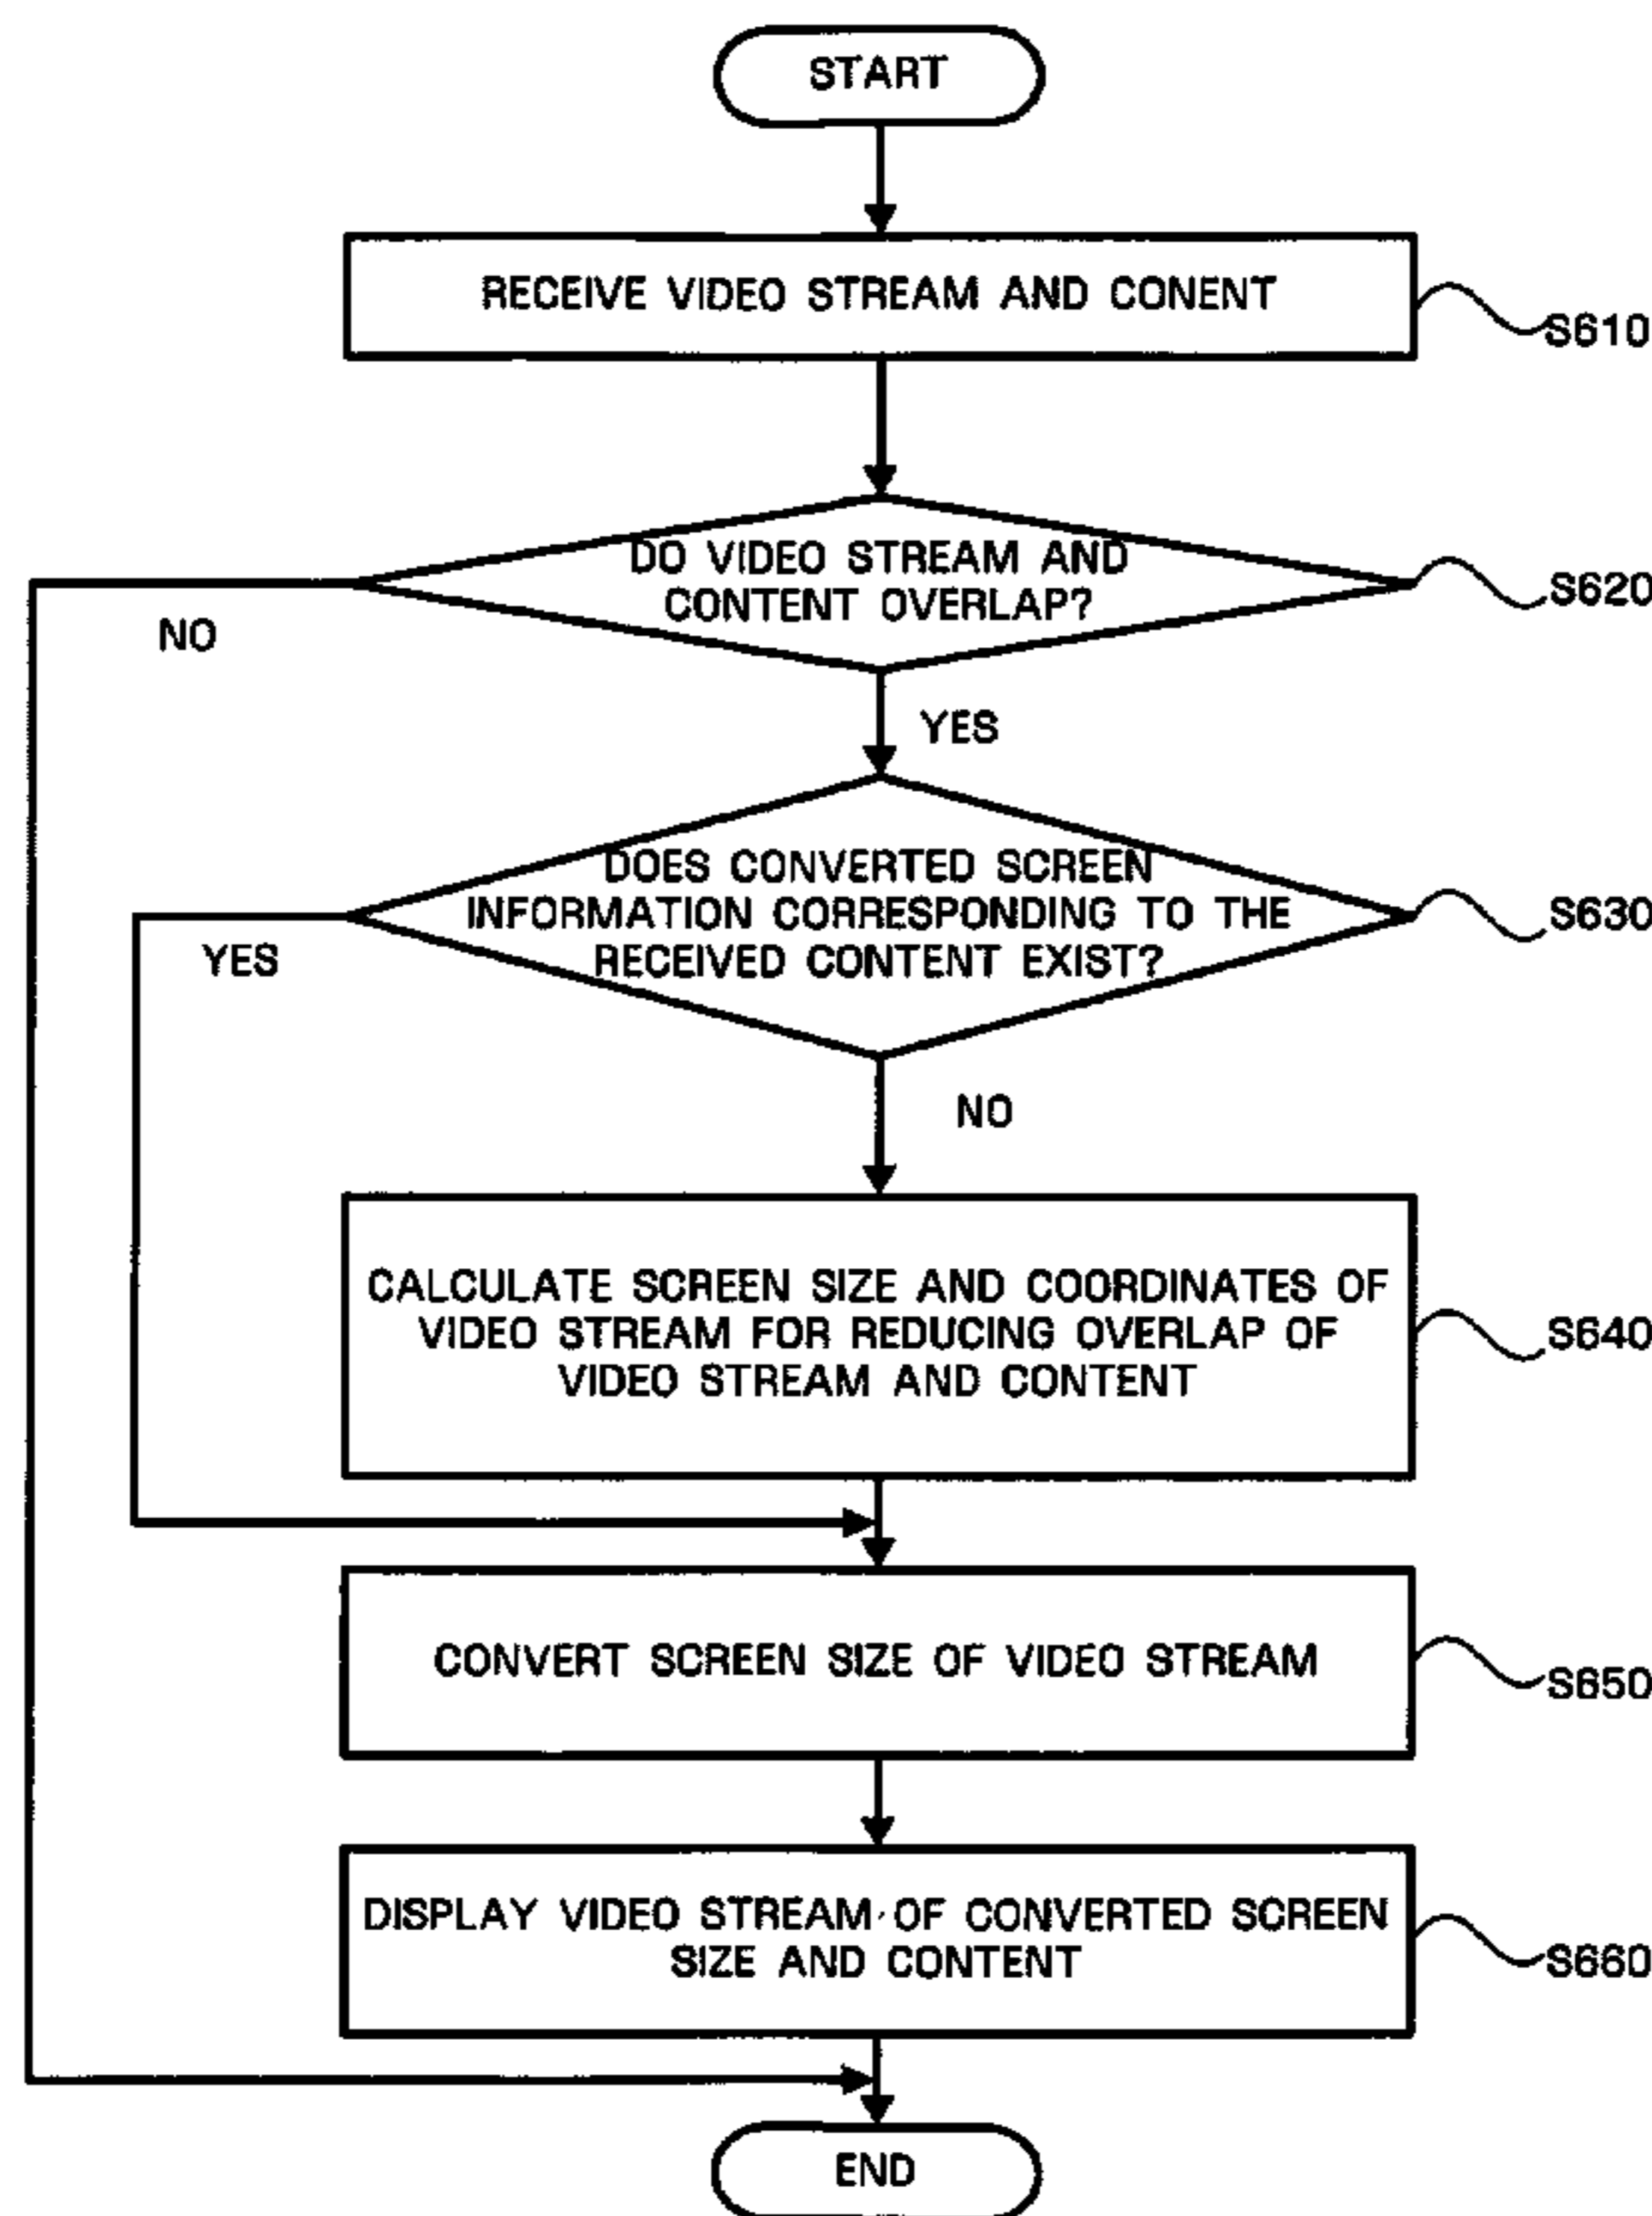 START
RECEIVE VIDEO STREAM AND CONENT
S610
DO VIDEO STREAM AND
CONTENT OVERLAP?
S620
NO
YES
DOES CONVERTED SCREEN
INFORMATION CORRESPONDING TO THE
RECEIVED CONTENT EXIST?
S630
YES
NO
CALCULATE SCREEN SIZE AND COORDINATES OF
VIDEO STREAM FOR REDUCING OVERLAP OF
VIDEO STREAM AND CONTENT
S640
CONVERT SCREEN SIZE OF VIDEO STREAM
S650
DISPLAY VIDEO STREAM OF CONVERTED SCREEN
SIZE AND CONTENT
S660
END